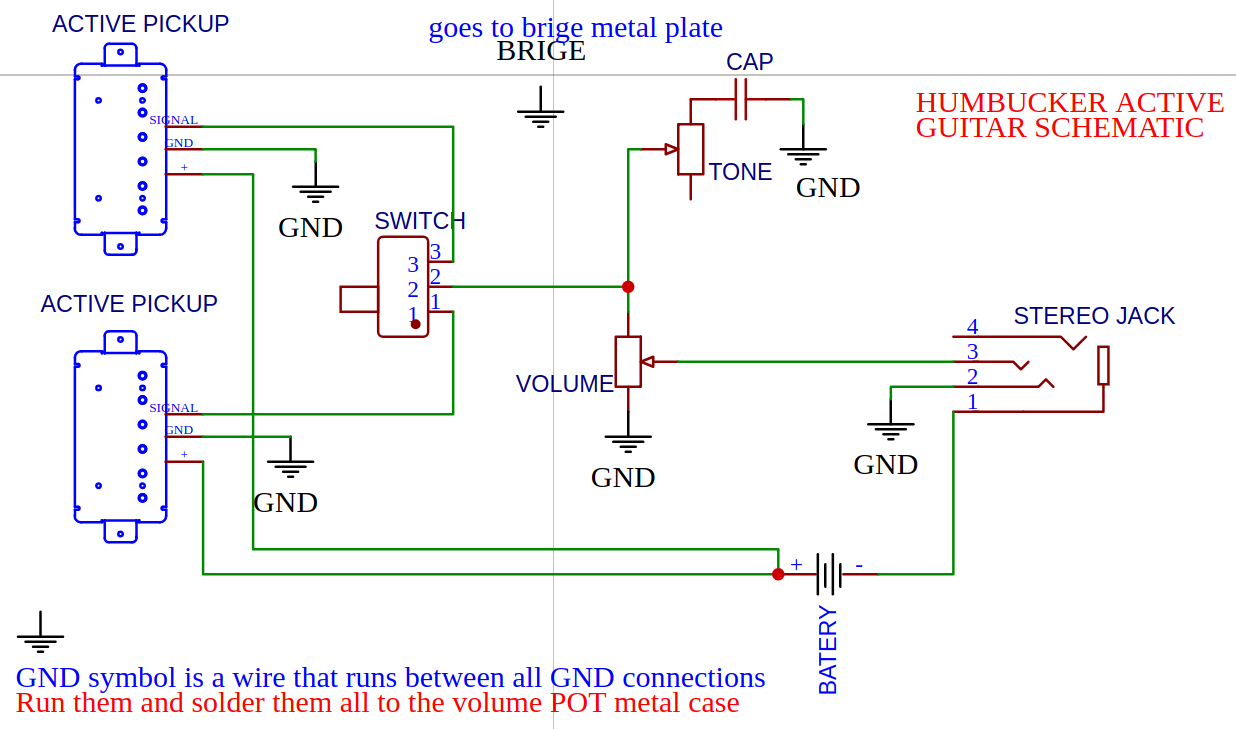 ACTIVE PICKUP
goes to brige metal plate
BRIGE
CAP
HUMBUCKER ACTIVE
GUITAR SCHEMATIC
SIGNAL
GND
+
TONE
GND
GND
SWITCH
3
3
2
2
1
1
ACTIVE PICKUP
STEREO JACK
4
3
2
1
VOLUME
SIGNAL
GND
+
GND
GND
GND
+ -
BATERY
GND symbol is a wire that runs between all GND connections
Run them and solder them all to the volume POT metal case